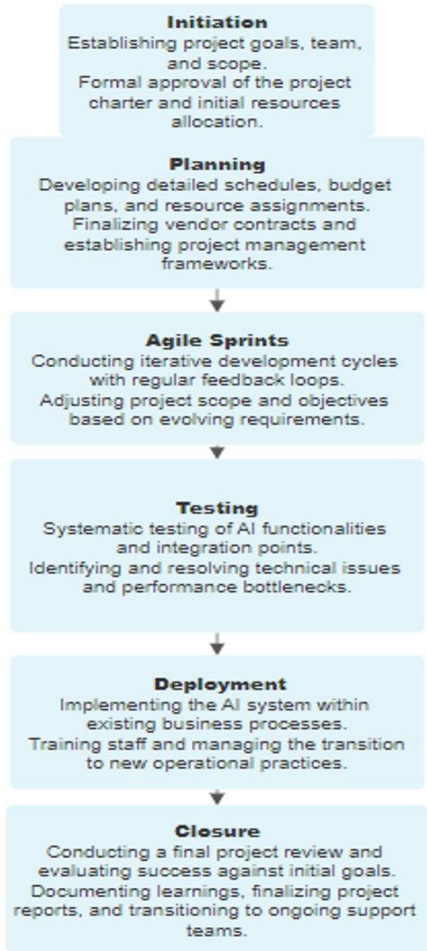 Initiation
Establishing project goals, team,
and scope.
Formal approval of the project
charter and initial resources
allocation.
Planning
Developing detailed schedules, budget
plans, and resource assignments.
Finalizing vendor contracts and
establishing project management
frameworks.
Agile Sprints
Conducting iterative development cycles
with regular feedback loops.
Adjusting project scope and objectives
based on evolving requirements.
Testing
Systematic testing of AI functionalities
and integration points.
Identifying and resolving technical issues
and performance bottlenecks.
Deployment
Implementing the AI system within
existing business processes.
Training staff and managing the transition
to new operational practices.
Closure
Conducting a final project review and
evaluating success against initial goals.
Documenting learnings, finalizing project
reports, and transitioning to ongoing support
teams.